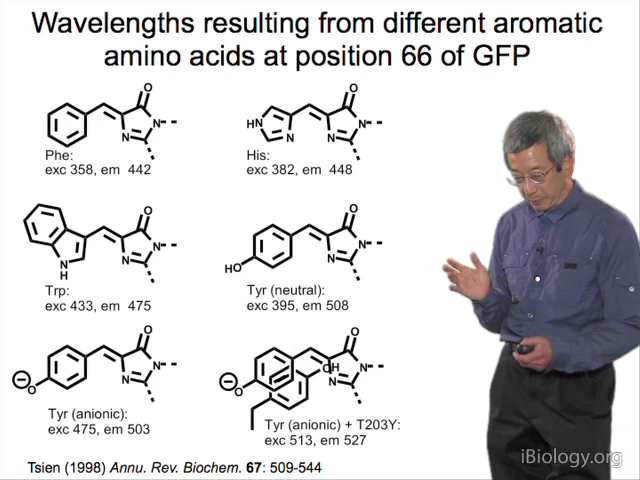 Wavelengths resulting from different aromatic
amino acids at position 66 of GFP
O
N
N
Phe:
exc 358, em 442
O
HN
N
N
N
His:
exc 382, em 448
O
N
N
N
H
Trp:
exc 433, em 475
O
N
N
HO
Tyr (neutral):
exc 395, em 508
O
N
N
O
Tyr (anionic):
exc 475, em 503
O
OH
N
N
O
Tyr (anionic) + T203Y:
exc 513, em 527
Tsien (1998) Annu. Rev. Biochem. 67: 509-544
iBiology.org